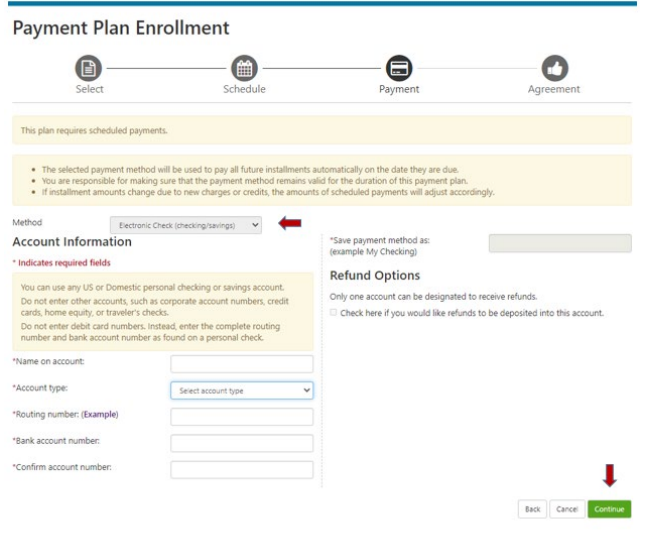 Payment Plan Enrollment
Select
Schedule
Payment
Agreement
This plan requires scheduled payments.
• The selected payment method will be used to pay all future installments automatically on the date they are due.
• You are responsible for making sure that the payment method remains valid for the duration of this payment plan.
• If installment amounts change due to new charges or credits, the amounts of scheduled payments will adjust accordingly.
Method
Electronic Check (checking/savings)
Account Information
* Indicates required fields
You can use any US or Domestic personal checking or savings account.
Do not enter other accounts, such as corporate account numbers, credit
cards, home equity, or traveler's checks.
Do not enter debit card numbers. Instead, enter the complete routing
number and bank account number as found on a personal check.
*Name on account:
*Account type:
Select account type
*Routing number: (Example)
*Bank account number:
*Confirm account number:
*Save payment method as:
(example My Checking)
Refund Options
Only one account can be designated to receive refunds.
Check here if you would like refunds to be deposited into this account.
Back
Cancel
Continue